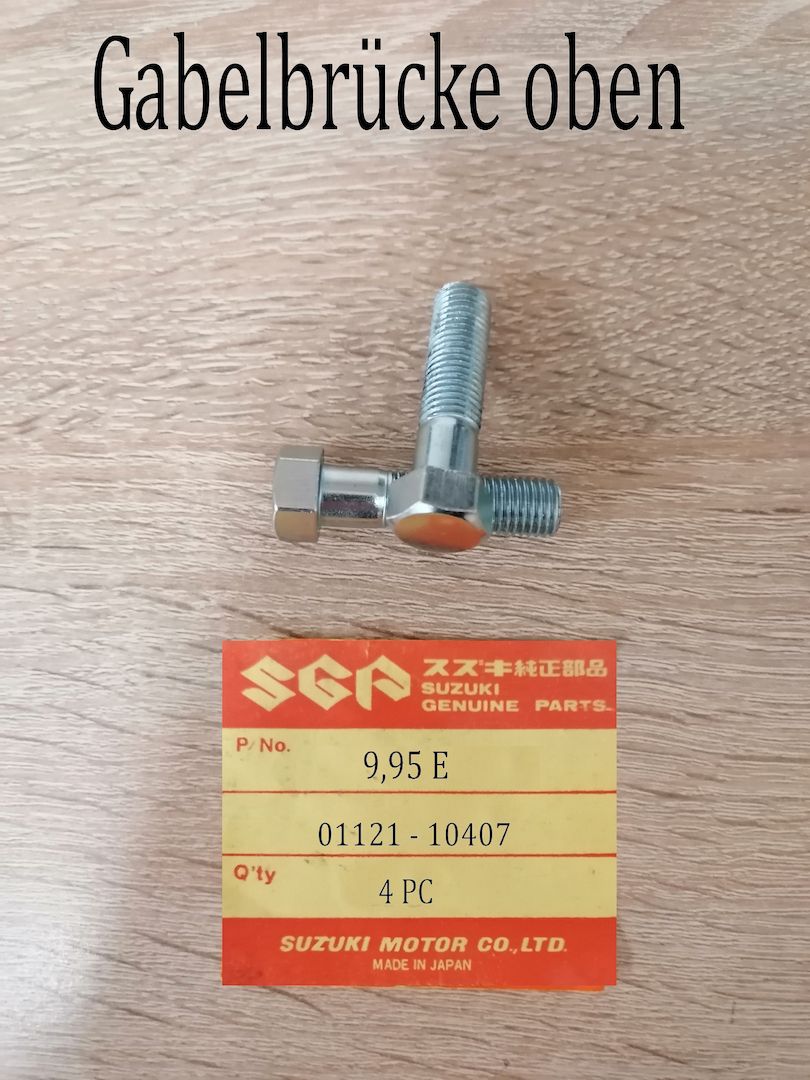 Gabelbrücke oben
SGP スズキ純正部品
SUZUKI
GENUINE PARTS
P/No.
9,95 E
01121 - 10407
Q'ty
4 PC
SUZUKI MOTOR CO.,LTD.
MADE IN JAPAN